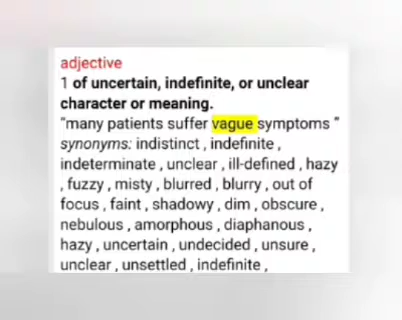 adjective
1 of uncertain, indefinite, or unclear
character or meaning.
"many patients suffer vague symptoms "
synonyms: indistinct , indefinite ,
indeterminate , unclear , ill-defined , hazy
, fuzzy , misty , blurred , blurry , out of
focus , faint , shadowy , dim , obscure ,
nebulous , amorphous , diaphanous ,
hazy , uncertain , undecided , unsure ,
unclear , unsettled , indefinite ,